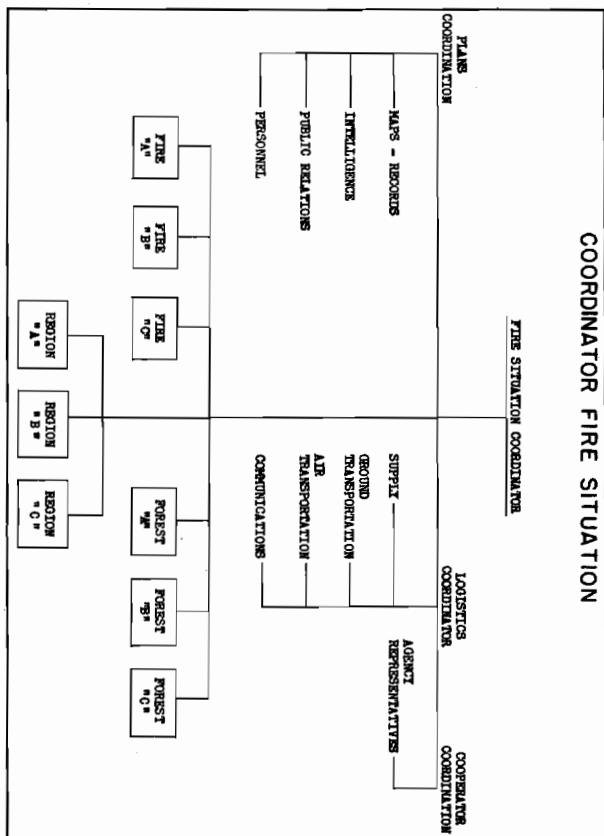 COORDINATOR FIRE SITUATION
FIRE SITUATION COORDINATOR
PLANS
COORDINATION
LOGISTICS
COORDINATOR
COOPERATOR
COORDINATION
MAPS - RECORDS
INTELLIGENCE
PUBLIC RELATIONS
PERSONNEL
SUPPLY
GROUND
TRANSPORTATION
AIR
TRANSPORTATION
COMMUNICATIONS
AGENCY
REPRESENTATIVES
FIRE
"A"
FIRE
"B"
FIRE
"C"
FOREST
"A"
FOREST
"B"
FOREST
"C"
REGION
"A"
REGION
"B"
REGION
"C"